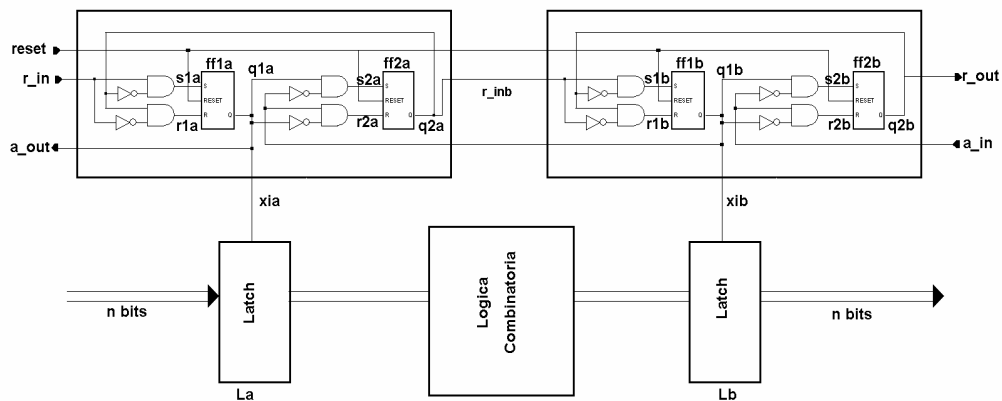 reset
r_in
a_out
s1a
ff1a
S
RESET
R
Q
r1a
q1a
s2a
ff2a
S
RESET
R
Q
r2a
q2a
r_inb
s1b
ff1b
S
RESET
R
Q
r1b
q1b
s2b
ff2b
S
RESET
R
Q
r2b
q2b
r_out
a_in
xia
xib
n bits
Latch
Logica
Combinatoria
Latch
n bits
La
Lb